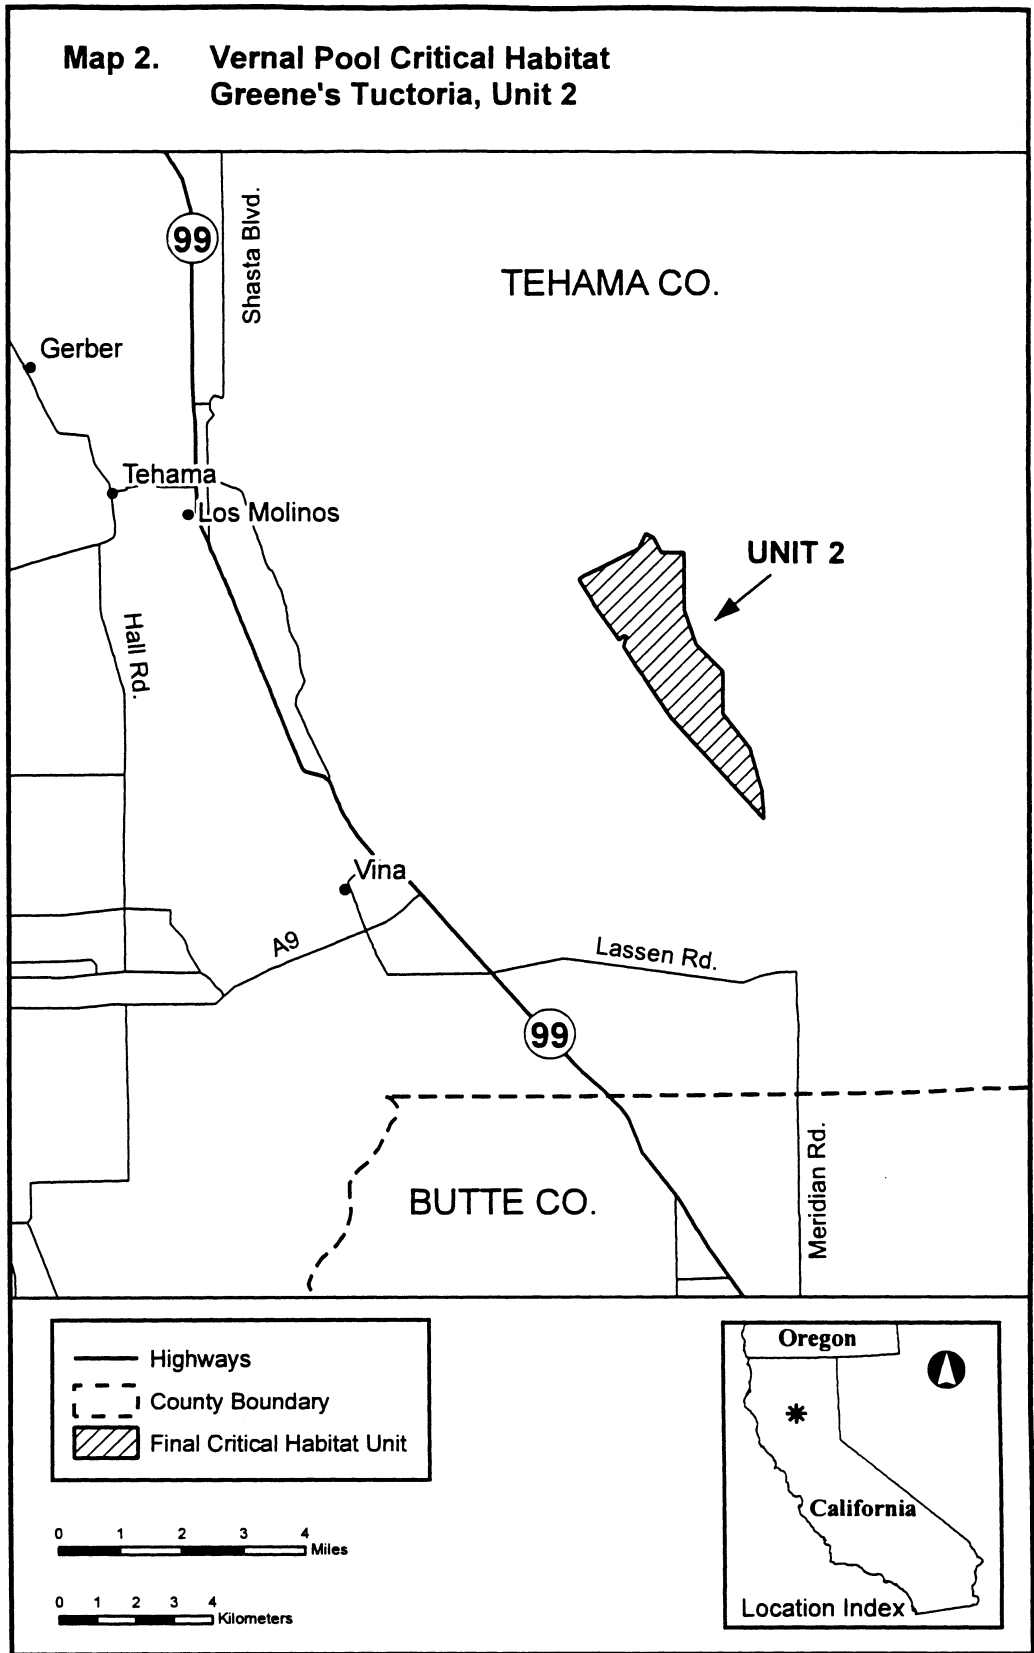 Map 2. Vernal Pool Critical Habitat
Greene's Tuctoria, Unit 2
99
Shasta Blvd.
TEHAMA CO.
Gerber
Tehama
Los Molinos
UNIT 2
Hall Rd.
Vina
A9
Lassen Rd.
99
BUTTE CO.
Meridian Rd.
Highways
County Boundary
Final Critical Habitat Unit
0 1 2 3 4
Miles
0 1 2 3 4
Kilometers
Oregon
California
Location Index